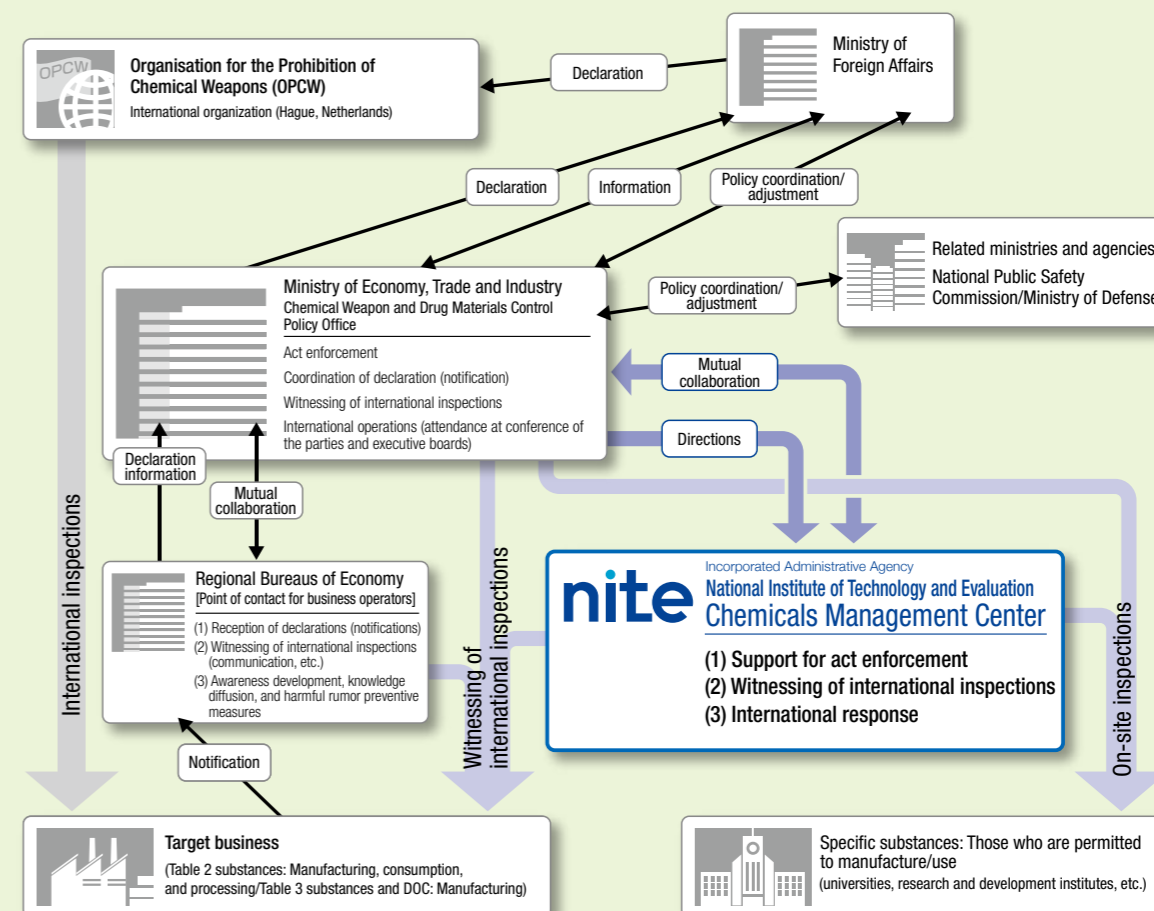 OPCW
Organisation for the Prohibition of
Chemical Weapons (OPCW)
International organization (Hague, Netherlands)
Declaration
Ministry of
Foreign Affairs
Declaration
Information
Policy coordination/
adjustment
Related ministries and agencies
National Public Safety
Commission/Ministry of Defense
Policy coordination/
adjustment
Ministry of Economy, Trade and Industry
Chemical Weapon and Drug Materials Control
Policy Office
Act enforcement
Coordination of declaration (notification)
Witnessing of international inspections
International operations (attendance at conference of
the parties and executive boards)
Mutual
collaboration
Directions
Declaration
information
Mutual
collaboration
International inspections
Regional Bureaus of Economy
[Point of contact for business operators]
(1) Reception of declarations (notifications)
(2) Witnessing of international inspections
(communication, etc.)
(3) Awareness development, knowledge
diffusion, and harmful rumor preventive
measures
Witnessing of
international inspections
nite
Incorporated Administrative Agency
National Institute of Technology and Evaluation
Chemicals Management Center
(1) Support for act enforcement
(2) Witnessing of international inspections
(3) International response
On-site inspections
Notification
Target business
(Table 2 substances: Manufacturing, consumption,
and processing/Table 3 substances and DOC: Manufacturing)
Specific substances: Those who are permitted
to manufacture/use
(universities, research and development institutes, etc.)